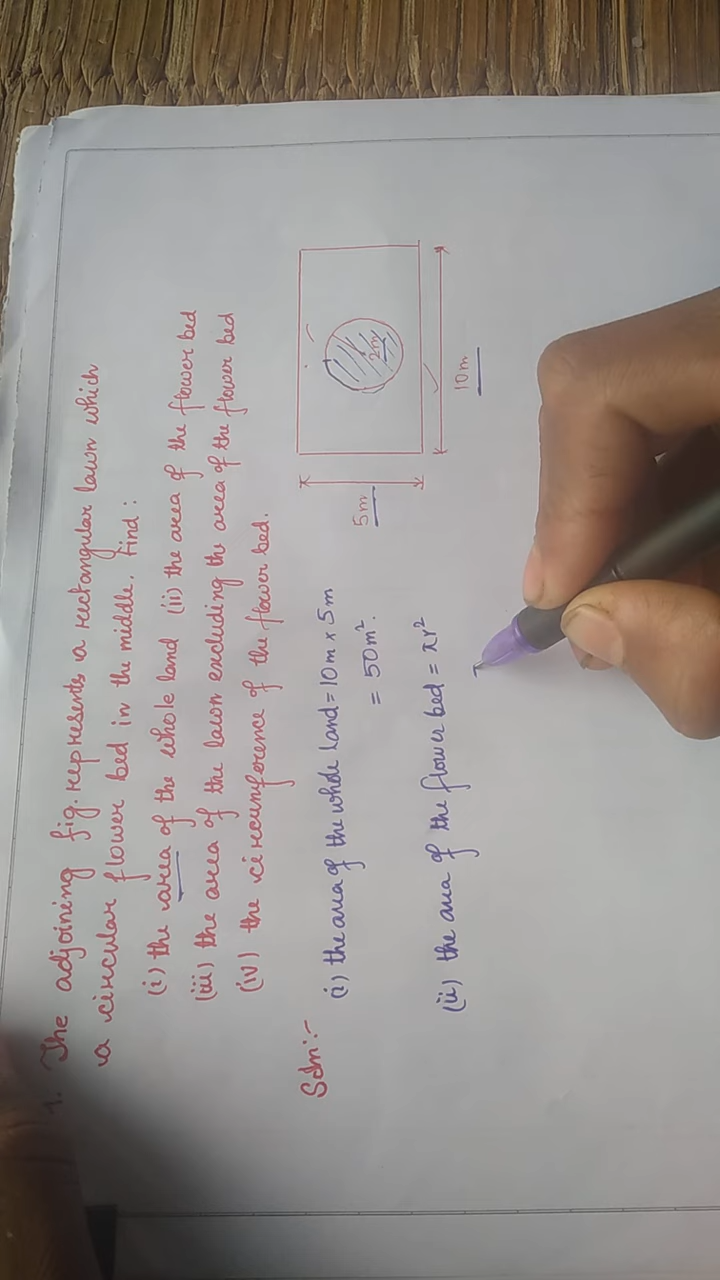 1. The adjoining fig. represents a rectangular lawn which
a circular flower bed in the middle. Find:
(i) the area of the whole land (ii) the area of the flower bed
(iii) the area of the lawn excluding the area of the flower bed
(iv) the circumference of the flower bed.
Soln:-
(i) the area of the whole land = 10m × 5m
= 50m².
5m
2m
10m
(ii) the area of the flower bed = πr²